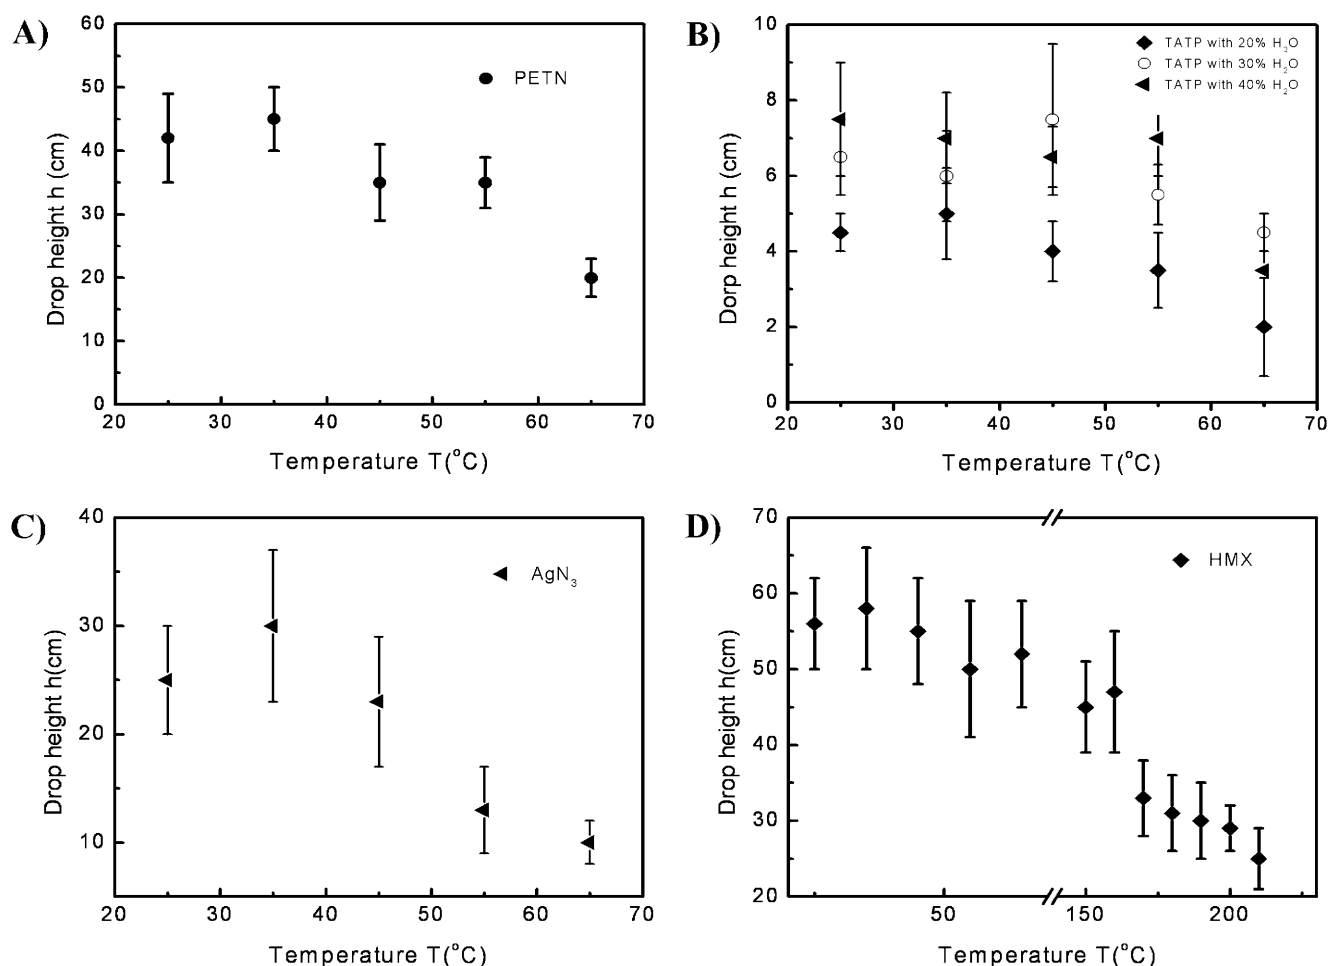 A)
60
50
40
30
20
10
0
PETN
Drop height h (cm)
20 30 40 50 60 70
Temperature T(°C)
B)
10
8
6
4
2
0
TATP with 20% H₂O
TATP with 30% H₂O
TATP with 40% H₂O
Dorp height h (cm)
20 30 40 50 60 70
Temperature T(°C)
C)
40
30
20
10
AgN₃
Drop height h(cm)
20 30 40 50 60 70
Temperature T(°C)
D)
70
60
50
40
30
20
HMX
Drop height h(cm)
50 150 200
Temperature T(°C)